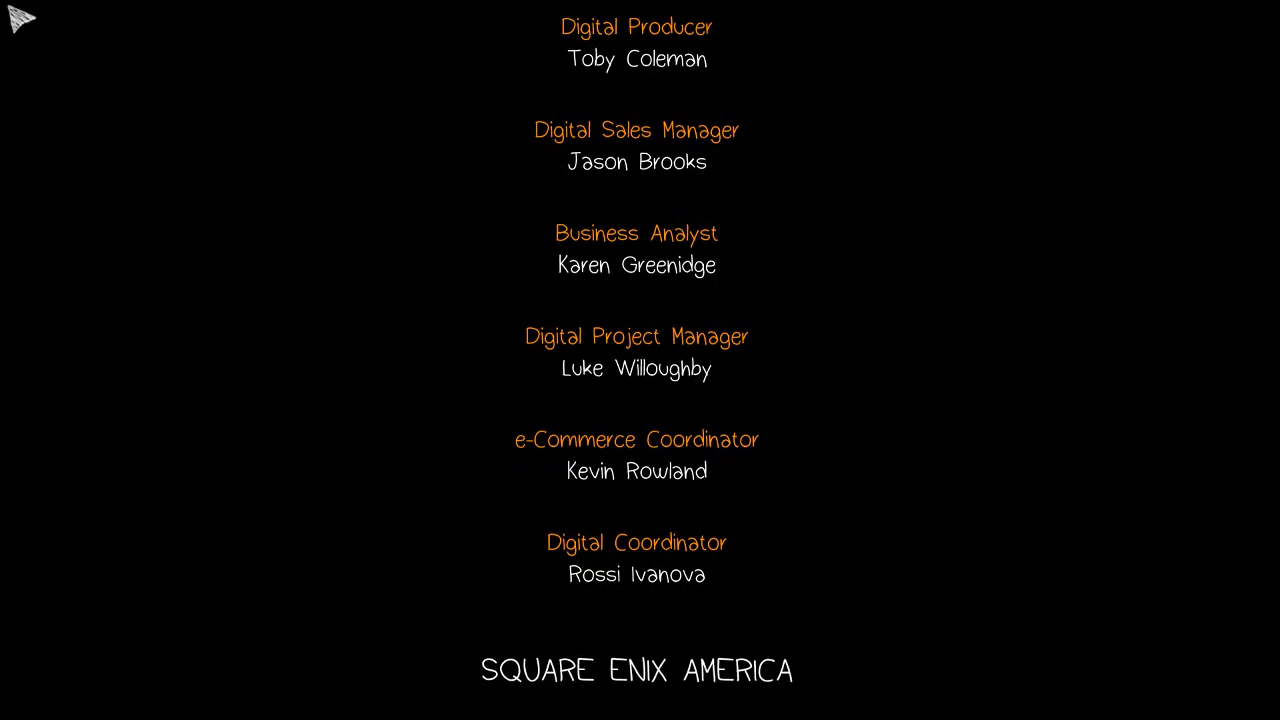 Digital Producer
Toby Coleman
Digital Sales Manager
Jason Brooks
Business Analyst
Karen Greenidge
Digital Project Manager
Luke Willoughby
e-Commerce Coordinator
Kevin Rowland
Digital Coordinator
Rossi Ivanova
SQUARE ENIX AMERICA